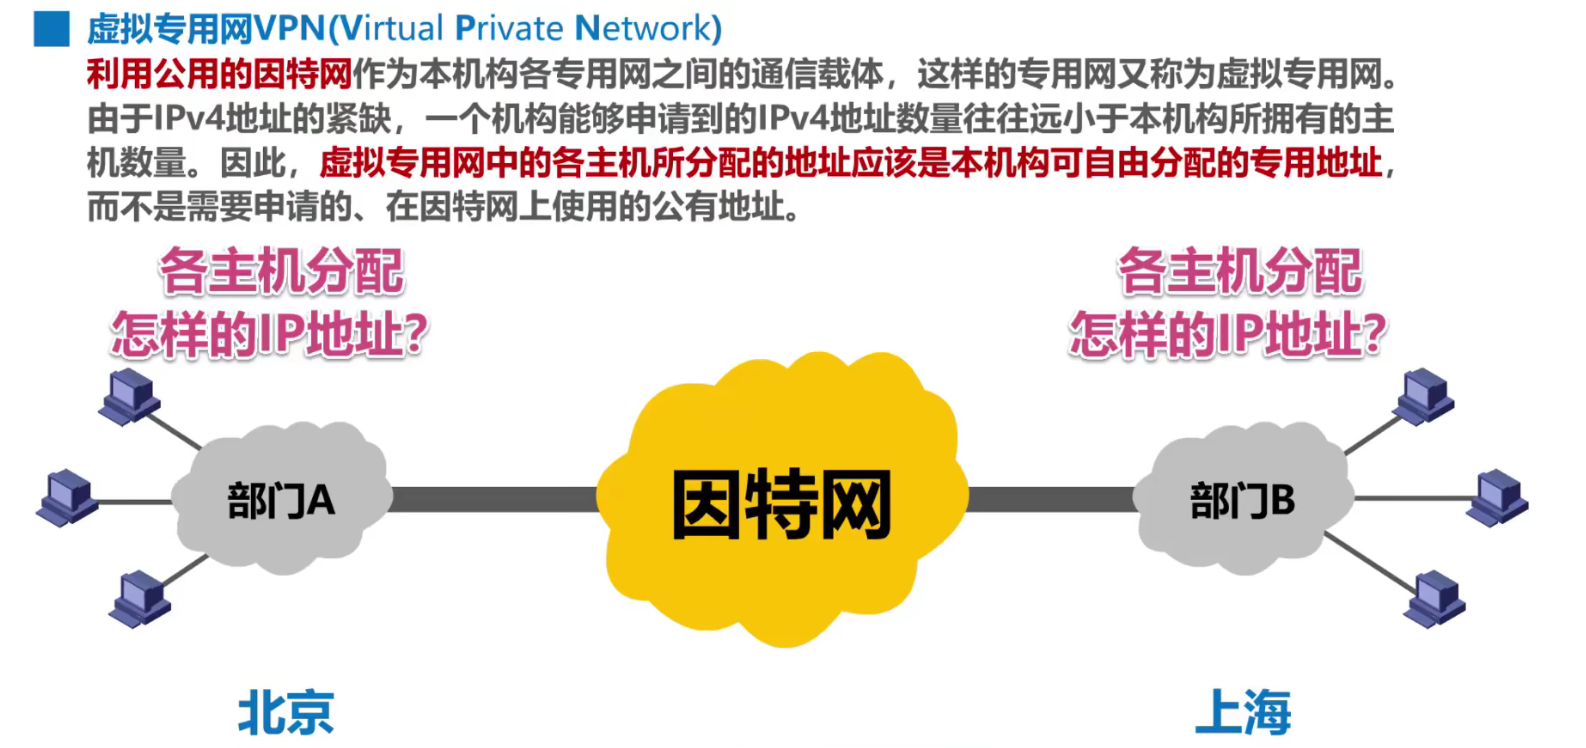 虚拟专用网VPN(Virtual Private Network)
利用公用的因特网作为本机构各专用网之间的通信载体，这样的专用网又称为虚拟专用网。
由于IPv4地址的紧缺，一个机构能够申请到的IPv4地址数量往往远小于本机构所拥有的主
机数量。因此，虚拟专用网中的各主机所分配的地址应该是本机构可自由分配的专用地址，
而不是需要申请的、在因特网上使用的公有地址。
各主机分配
怎样的IP地址？
各主机分配
怎样的IP地址？
部门A
因特网
部门B
北京
上海